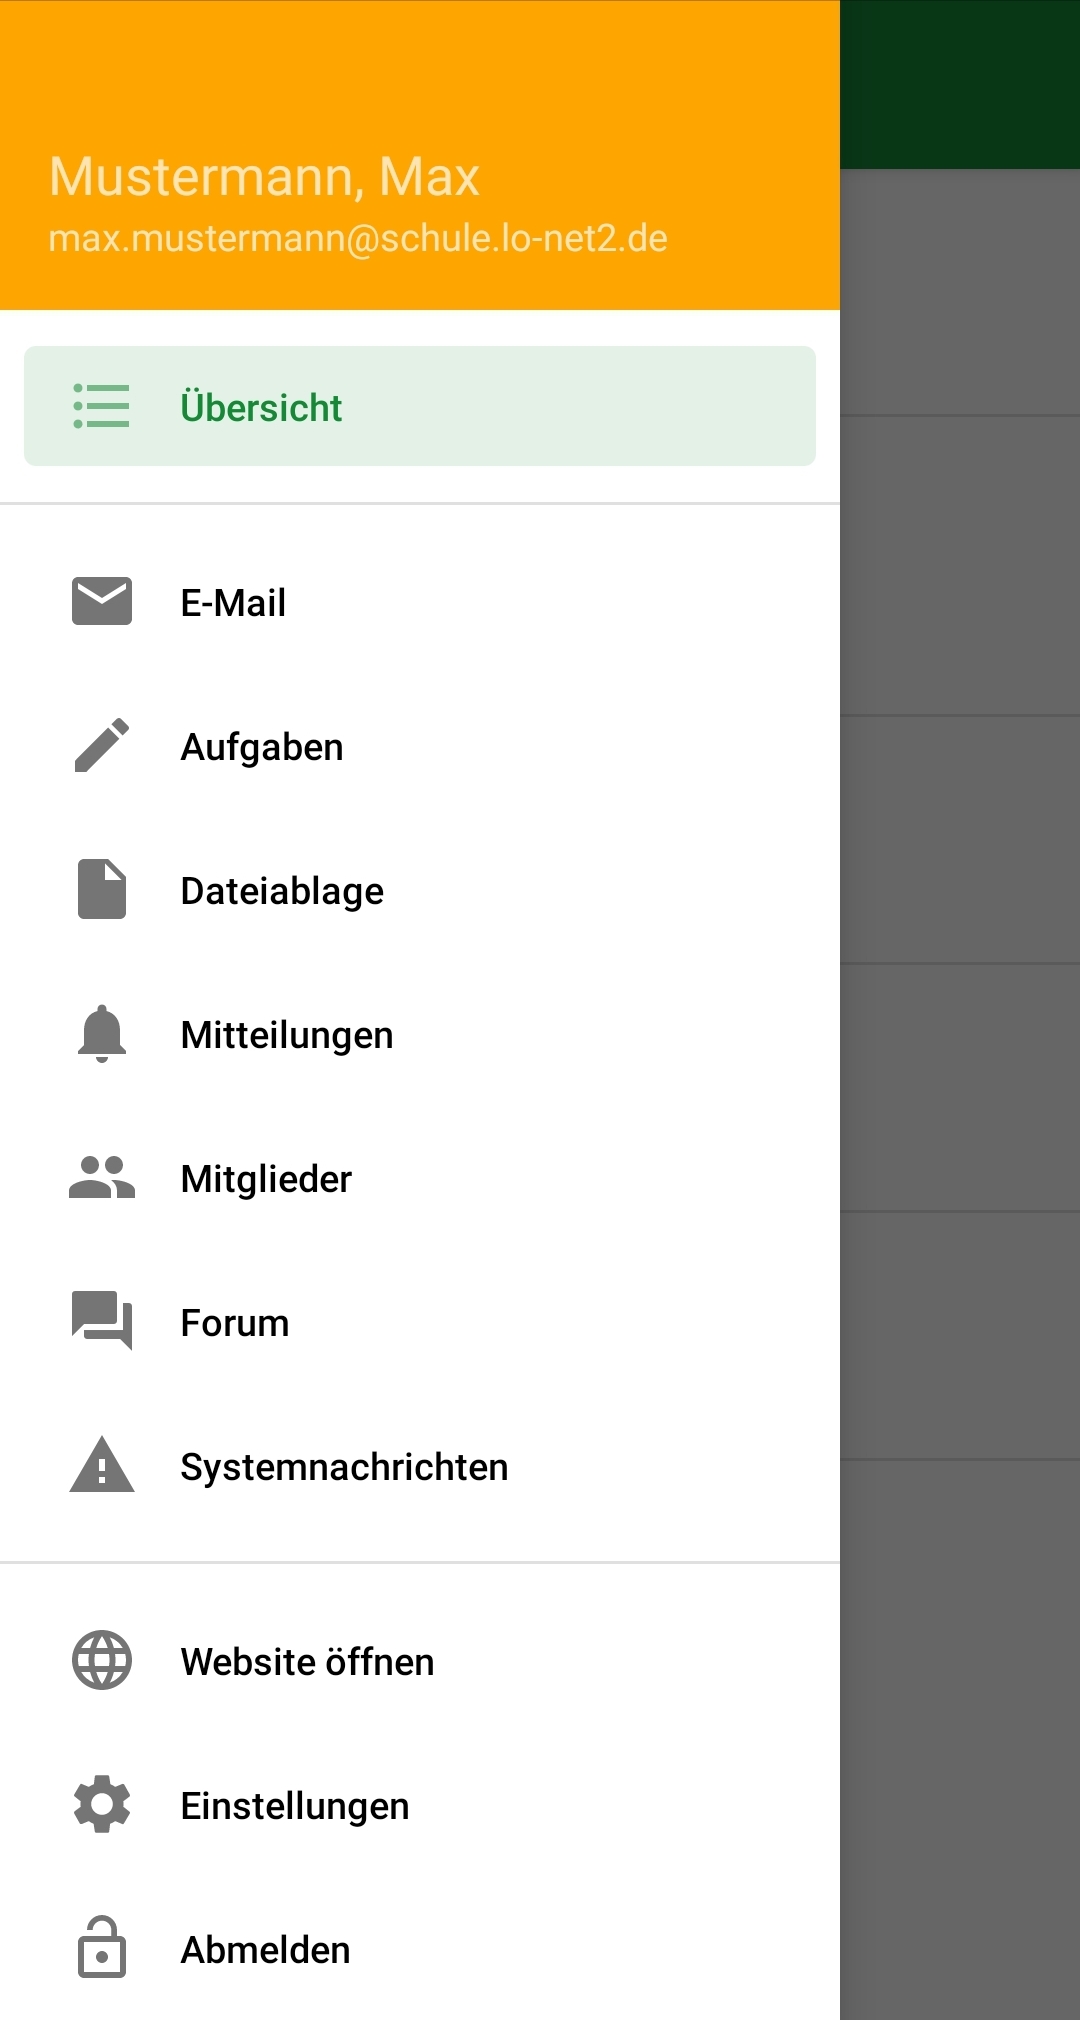 Mustermann, Max
max.mustermann@schule.lo-net2.de
Übersicht
E-Mail
Aufgaben
Dateiablage
Mitteilungen
Mitglieder
Forum
Systemnachrichten
Website öffnen
Einstellungen
Abmelden